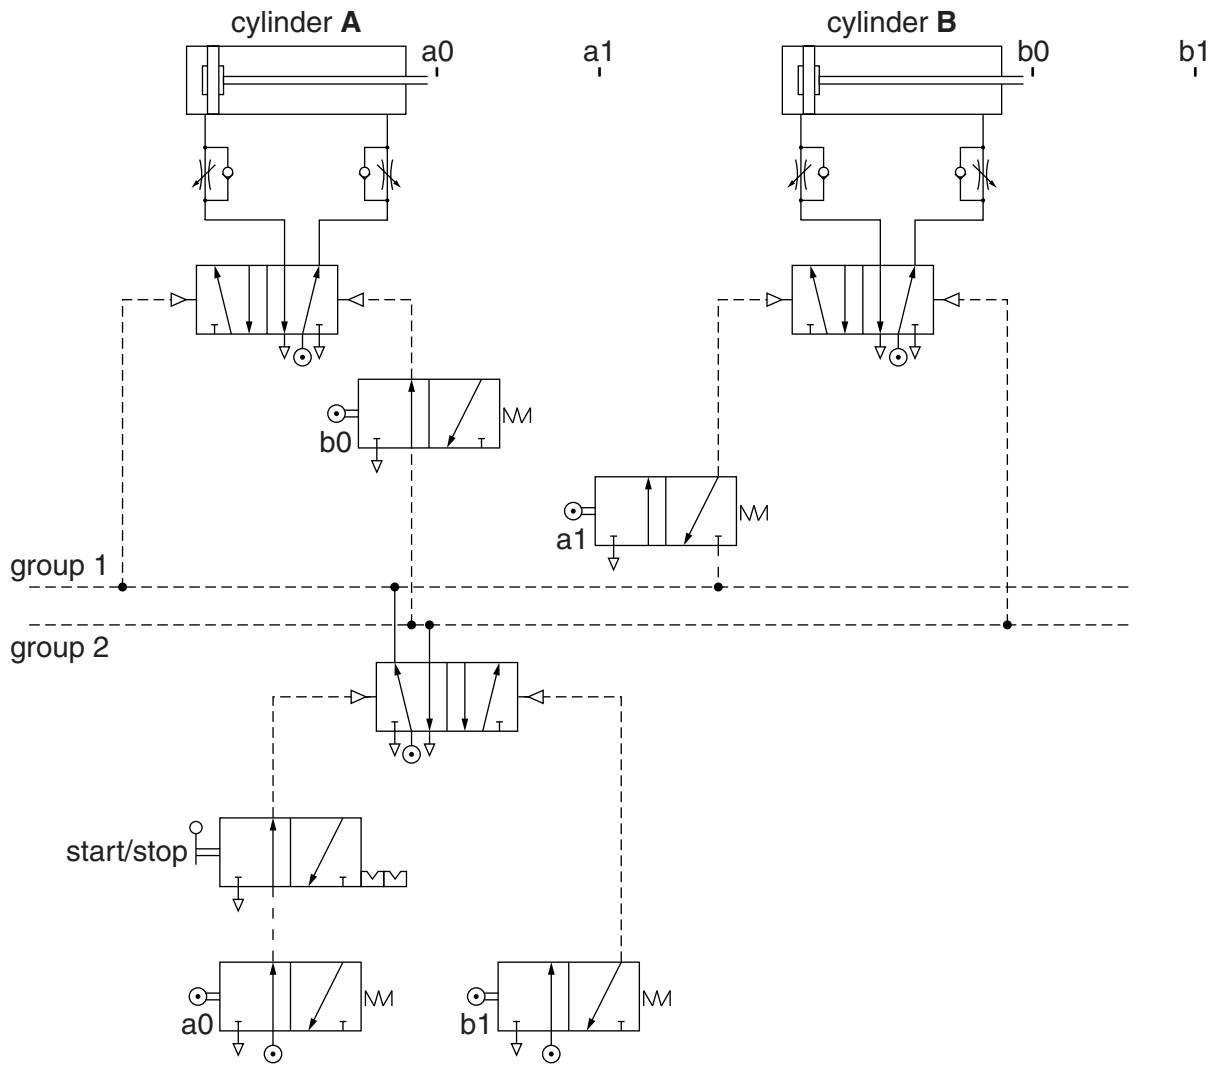 cylinder A
cylinder B
a0
a1
b0
b1
b0
a1
group 1
group 2
start/stop
a0
b1